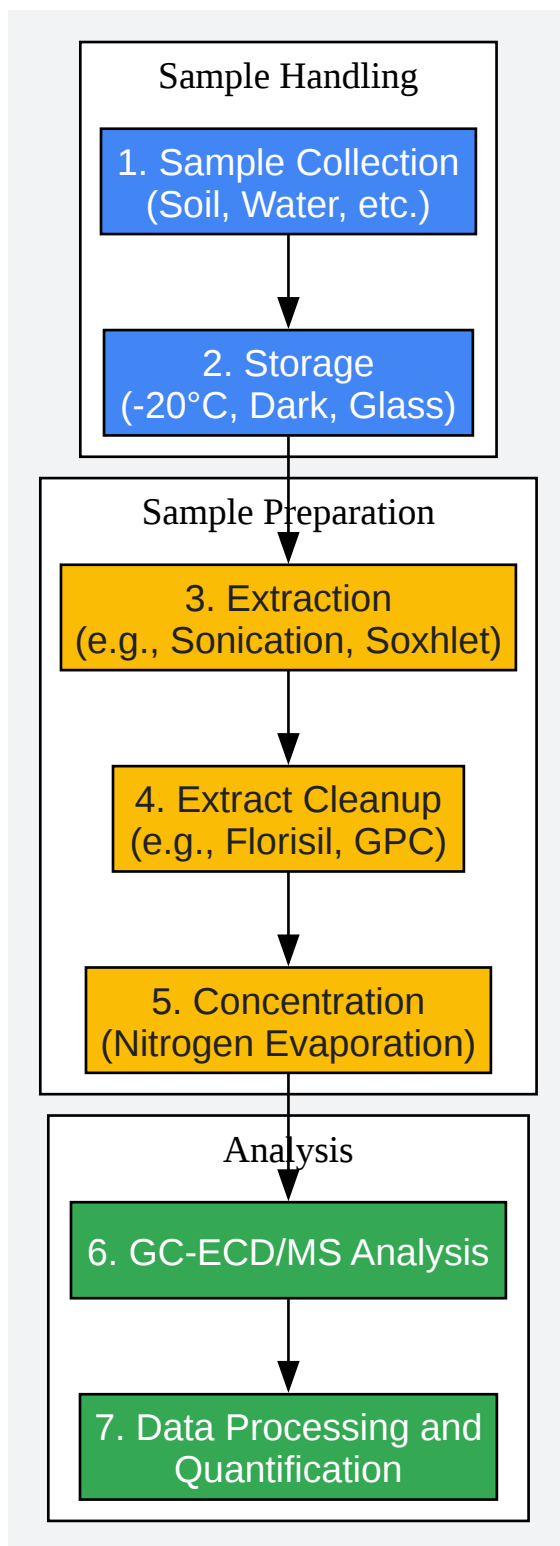 Sample Handling
1. Sample Collection
(Soil, Water, etc.)
2. Storage
(-20°C, Dark, Glass)
Sample Preparation
3. Extraction
(e.g., Sonication, Soxhlet)
4. Extract Cleanup
(e.g., Florisil, GPC)
5. Concentration
(Nitrogen Evaporation)
Analysis
6. GC-ECD/MS Analysis
7. Data Processing and
Quantification